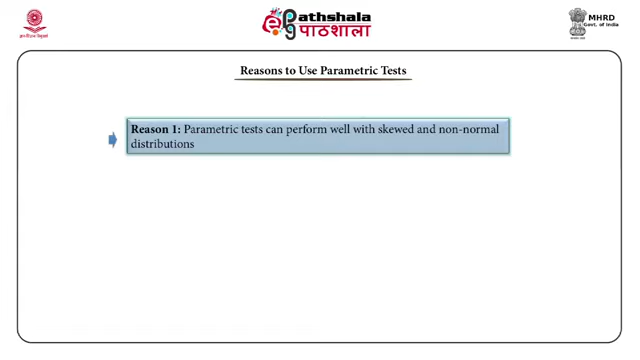 Pathshala
पाठशाला
MHRD
Govt. of India
Reasons to Use Parametric Tests
Reason 1: Parametric tests can perform well with skewed and non-normal
distributions